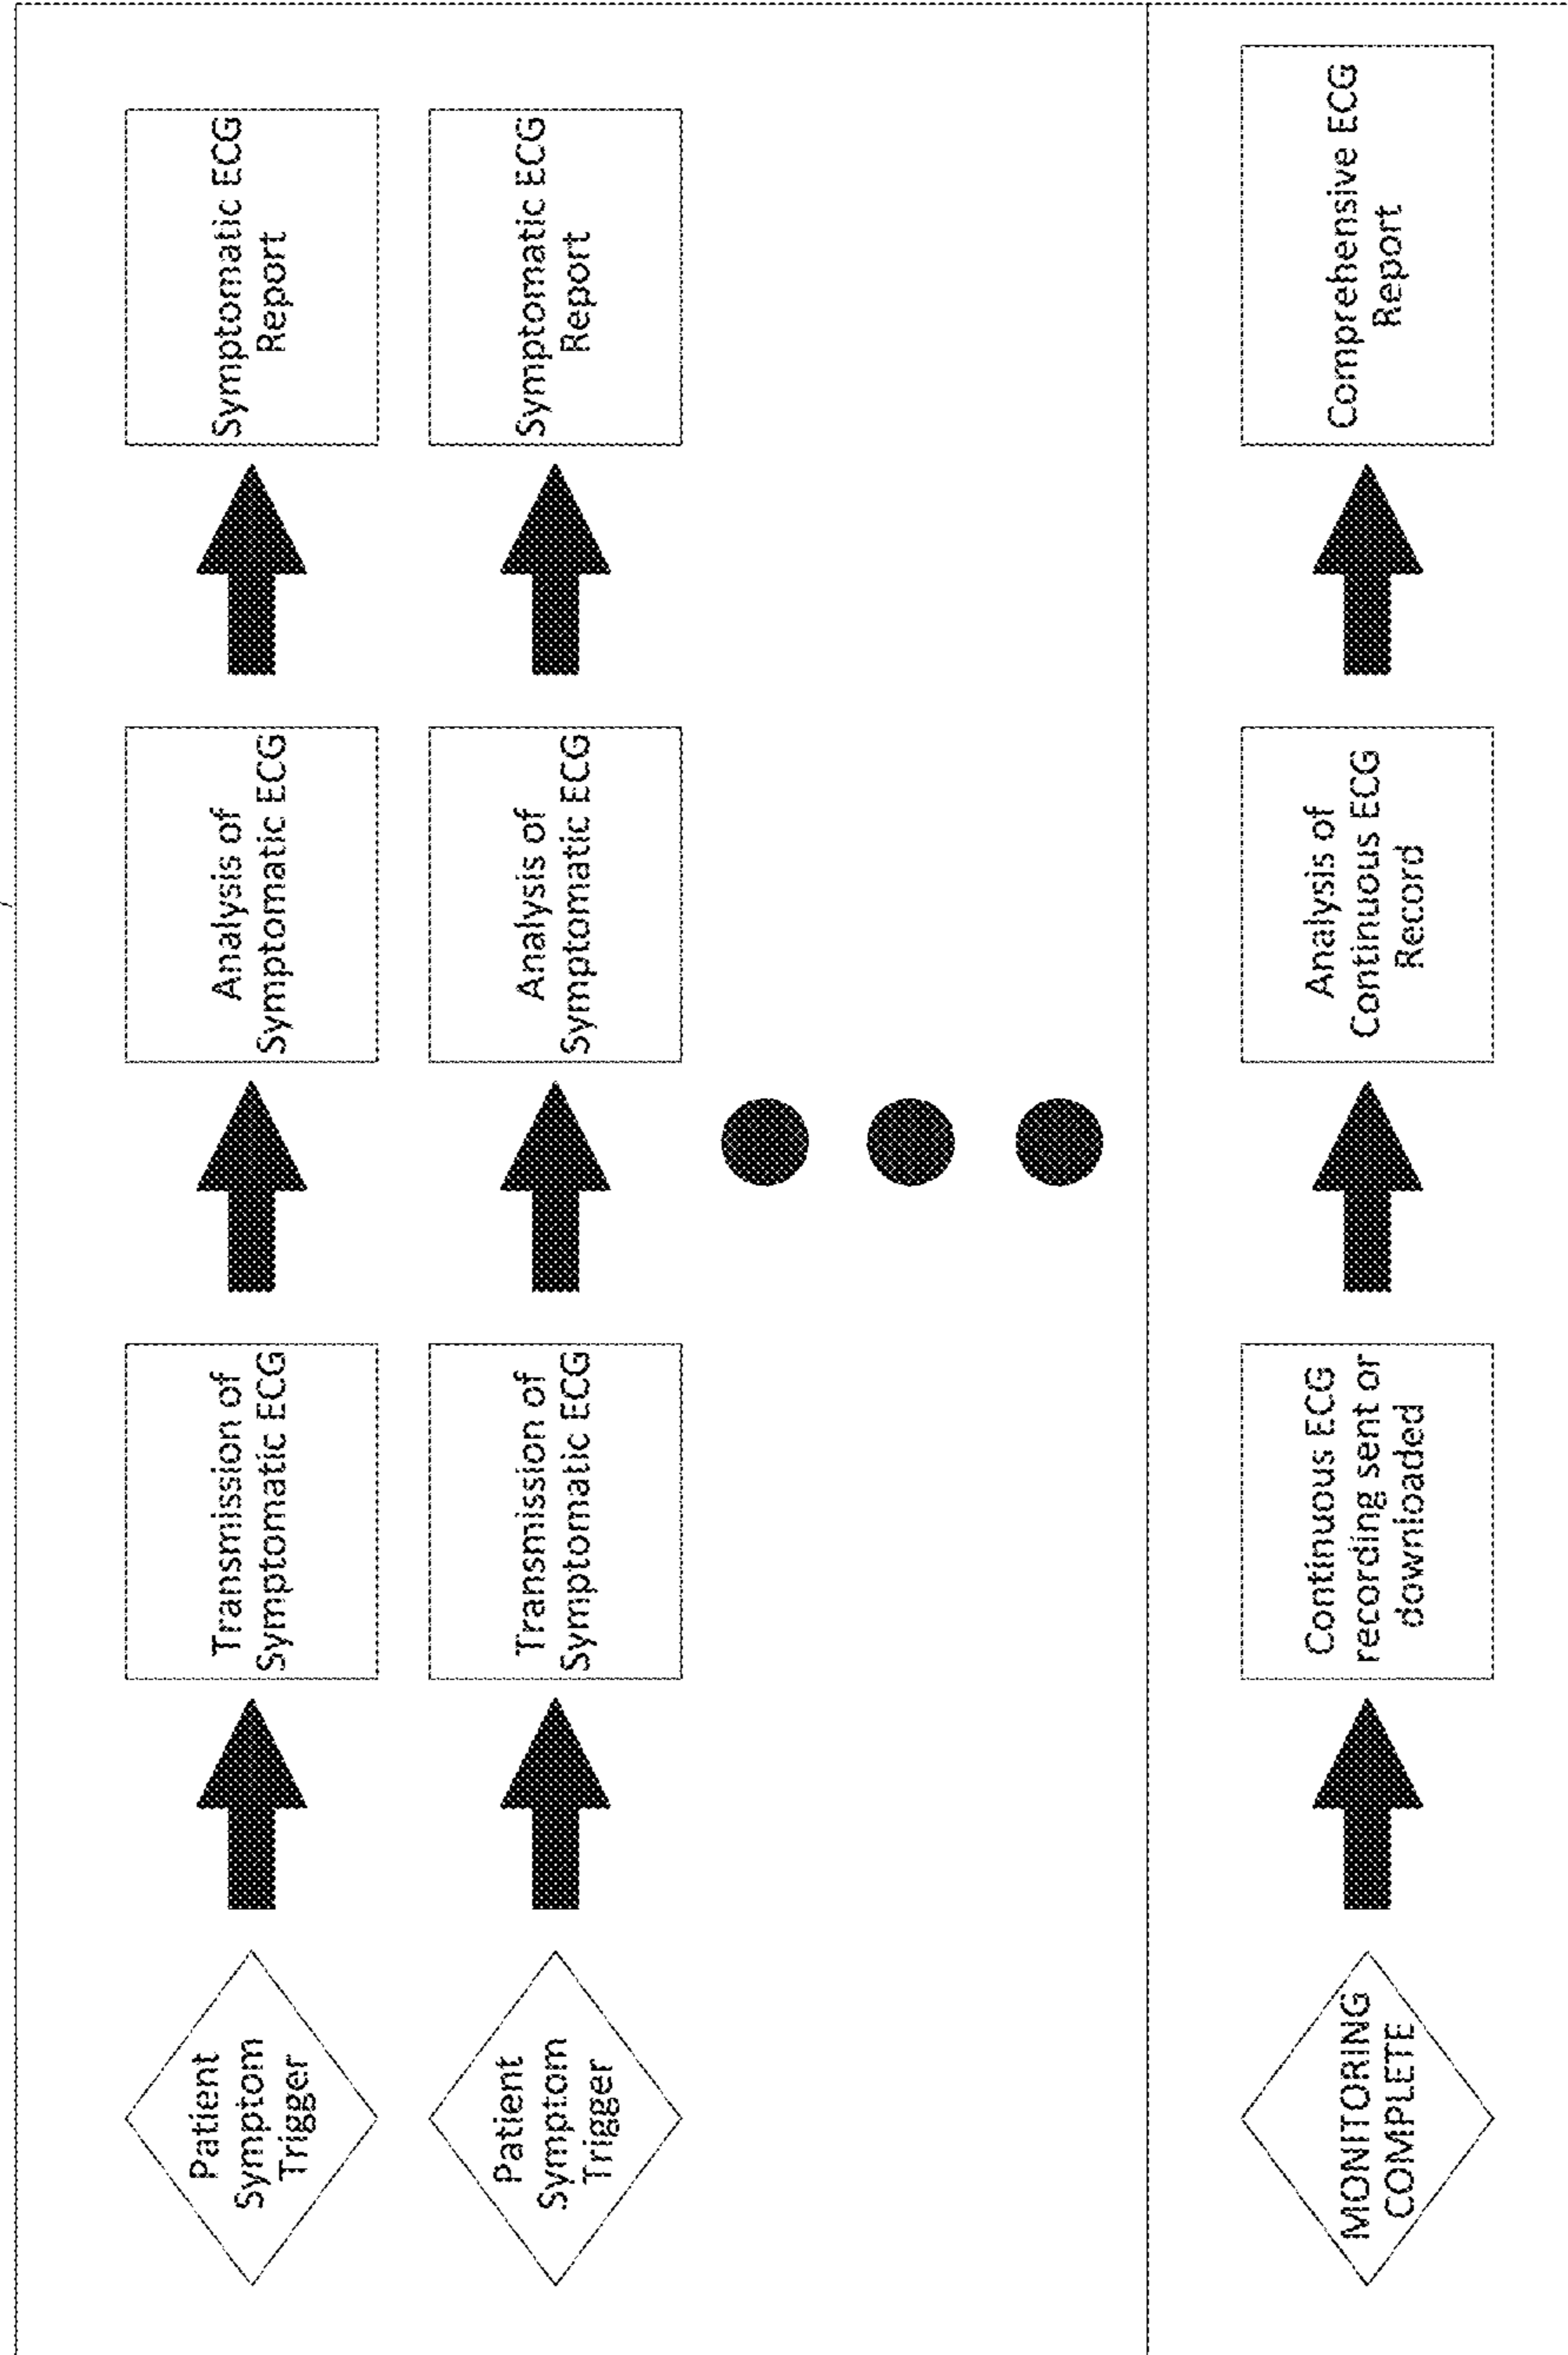 Patient
Symptom
Trigger
Transmission of
Symptomatic ECG
Analysis of
Symptomatic ECG
Symptomatic ECG
Report
Patient
Symptom
Trigger
Transmission of
Symptomatic ECG
Analysis of
Symptomatic ECG
Symptomatic ECG
Report
MONITORING
COMPLETE
Continuous ECG
recording sent or
downloaded
Analysis of
Continuous ECG
Record
Comprehensive ECG
Report